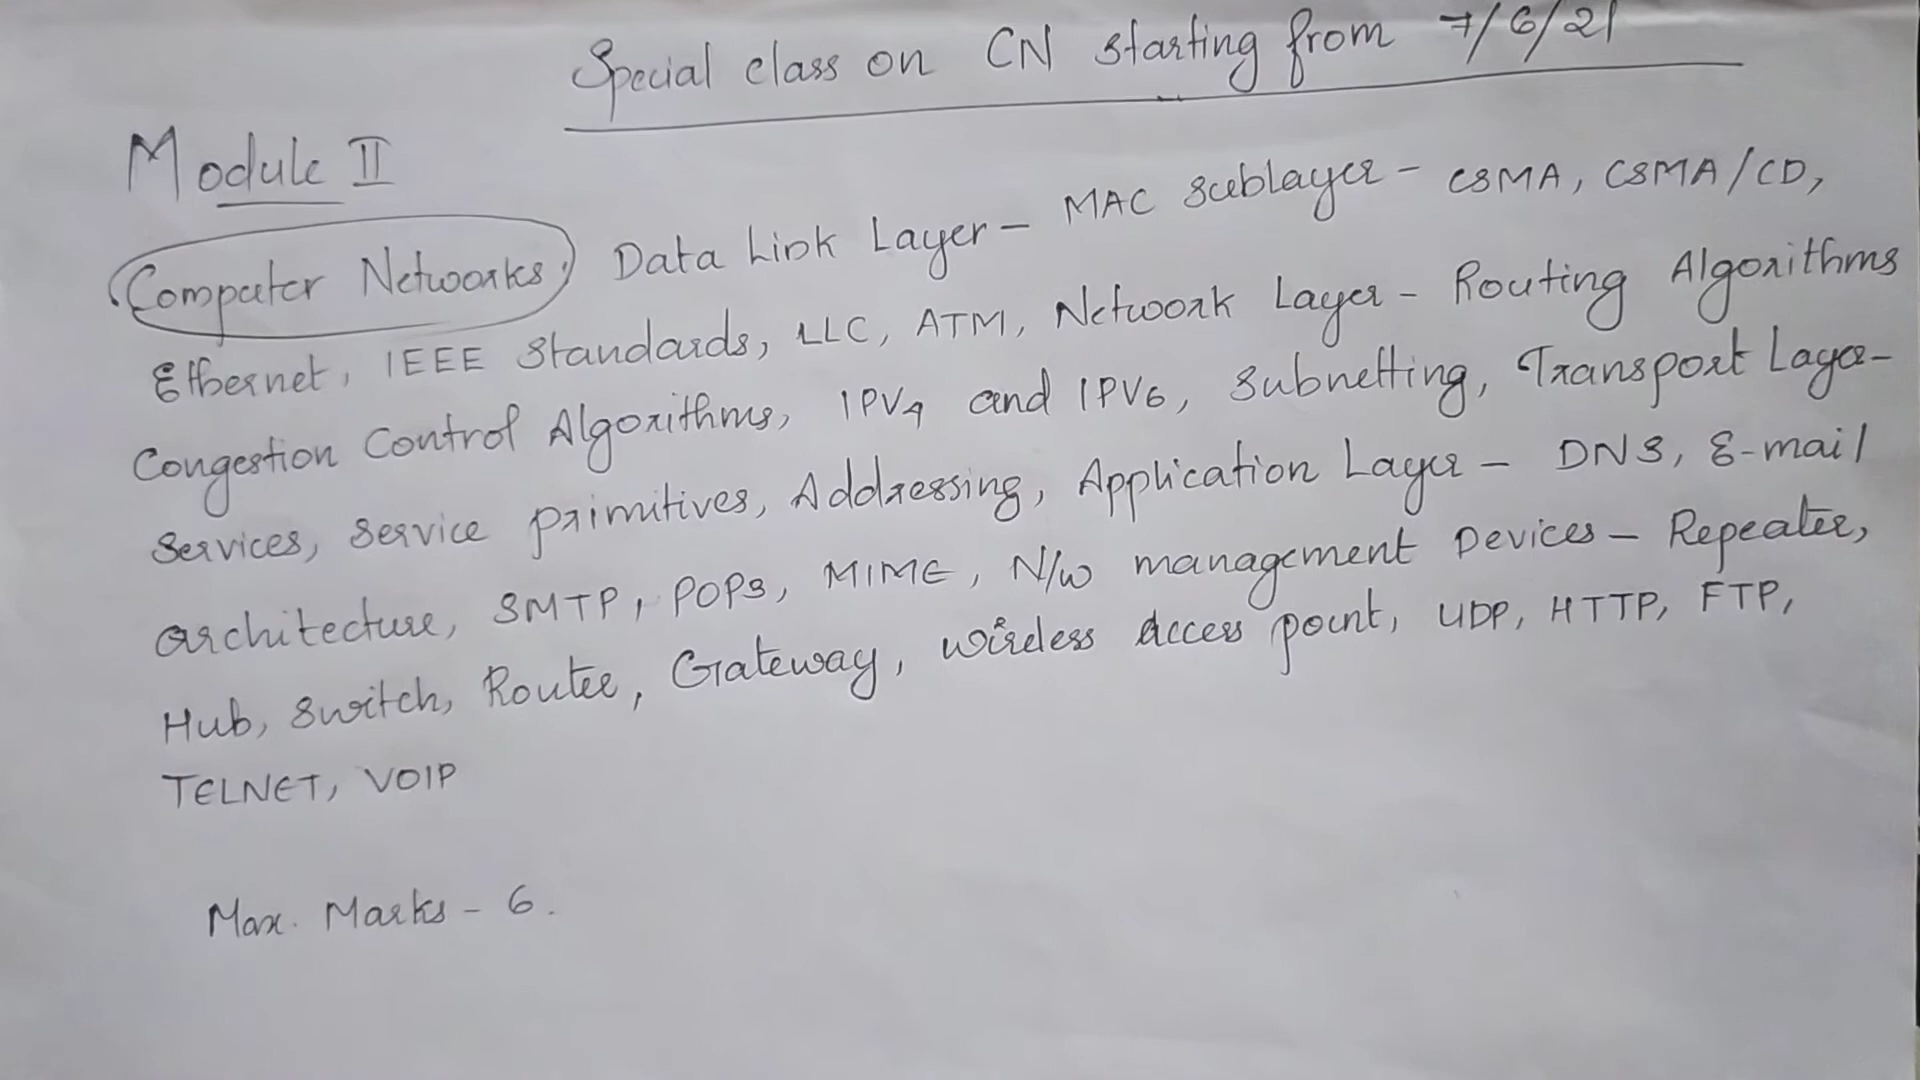 Special class on CN starting from 7/6/21
Module II
Computer Networks; Data Link Layer - MAC sublayer - CSMA, CSMA/CD,
Ethernet, IEEE Standards, LLC, ATM, Network Layer - Routing Algorithms
Congestion Control Algorithms, IPV4 and IPV6, Subnetting, Transport Layer-
Services, Service primitives, Addressing, Application Layer - DNS, E-mail
architecture, SMTP, POP3, MIME, N/w management Devices - Repeater,
Hub, Switch, Router, Gateway, wireless Access point, UDP, HTTP, FTP,
TELNET, VOIP
Max. Marks - 6.